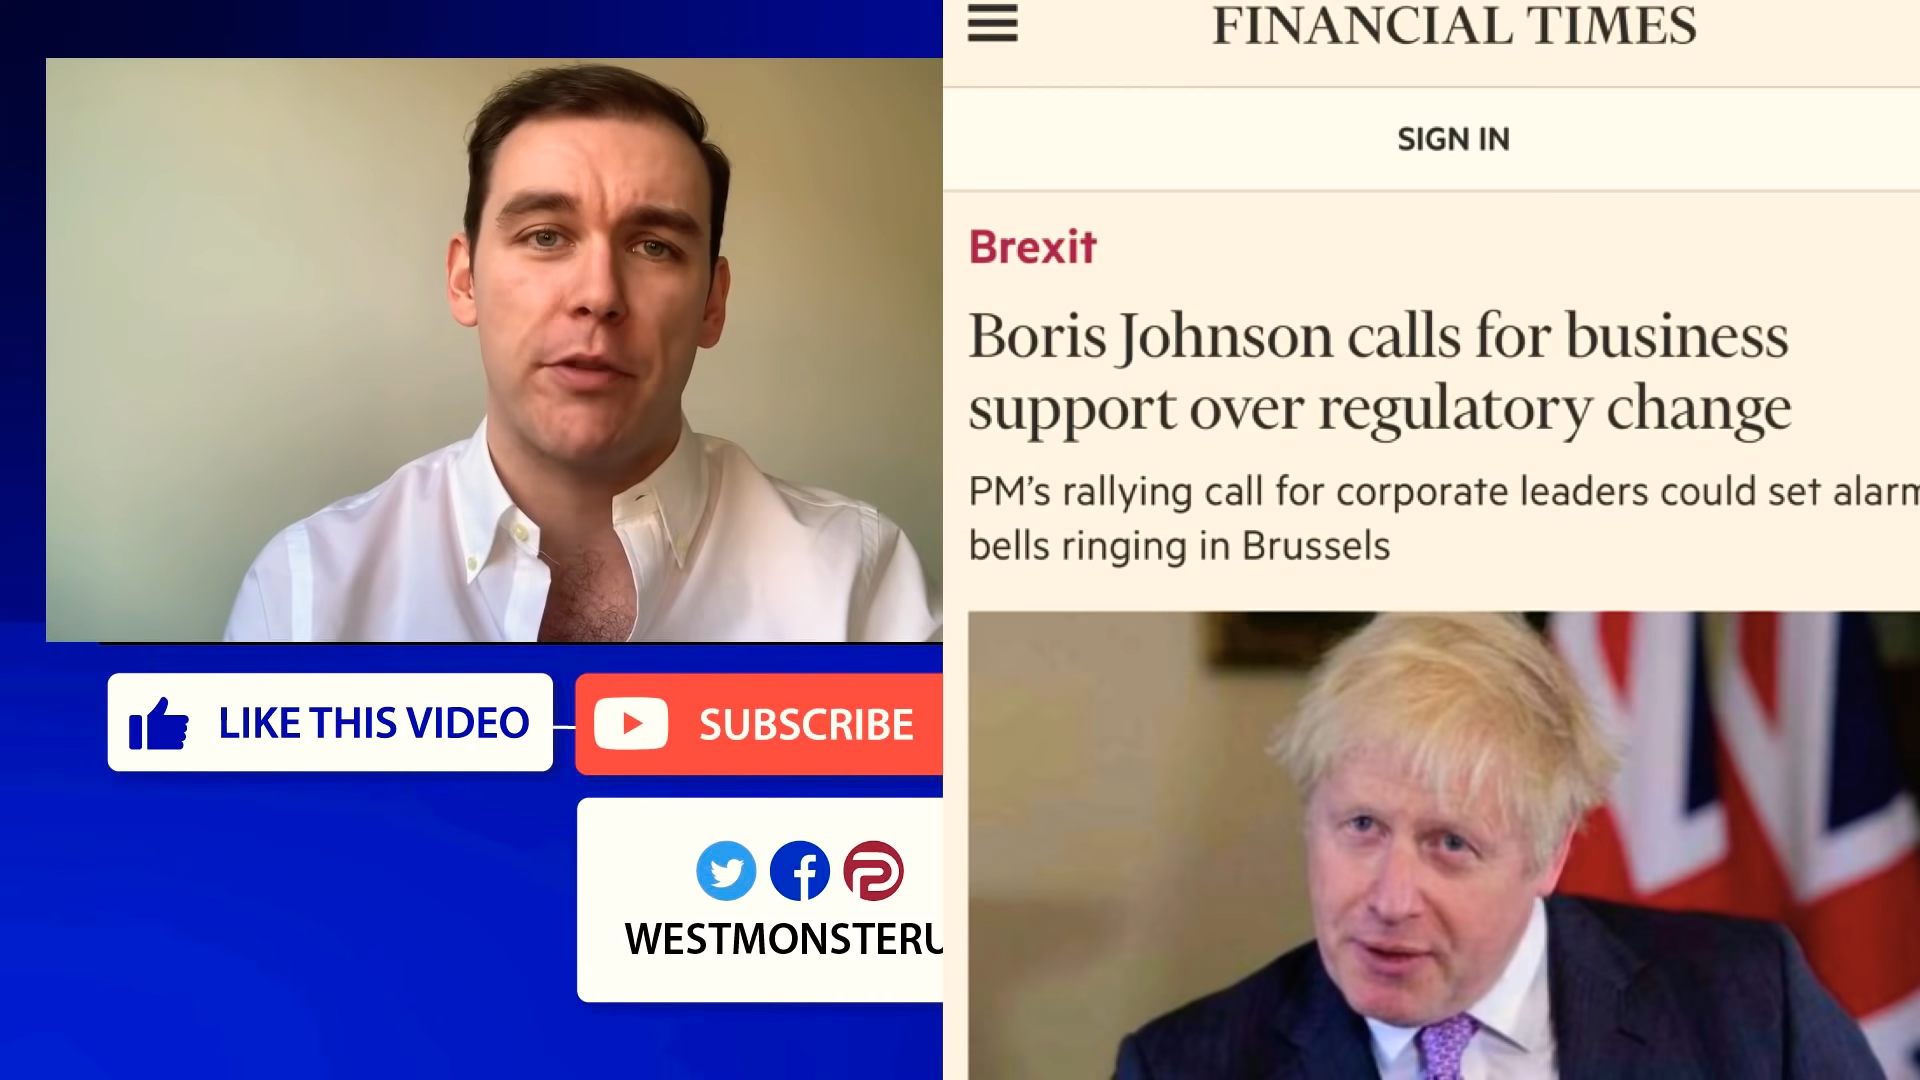 LIKE THIS VIDEO
SUBSCRIBE
WESTMONSTERU
FINANCIAL TIMES
SIGN IN
Brexit
Boris Johnson calls for business
support over regulatory change
PM’s rallying call for corporate leaders could set alarm
bells ringing in Brussels